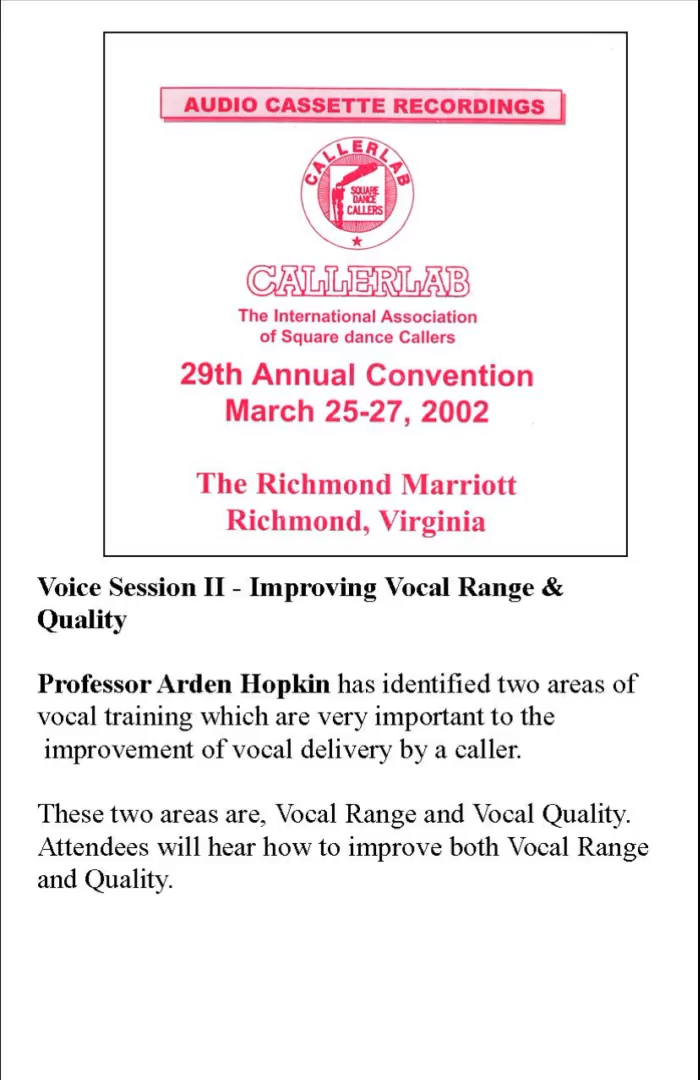 AUDIO CASSETTE RECORDINGS
CALLERLAB
SQUARE
DANCE
CALLERS
CALLERLAB
The International Association
of Square dance Callers
29th Annual Convention
March 25-27, 2002
The Richmond Marriott
Richmond, Virginia
Voice Session II - Improving Vocal Range &
Quality
Professor Arden Hopkin has identified two areas of
vocal training which are very important to the
improvement of vocal delivery by a caller.
These two areas are, Vocal Range and Vocal Quality.
Attendees will hear how to improve both Vocal Range
and Quality.